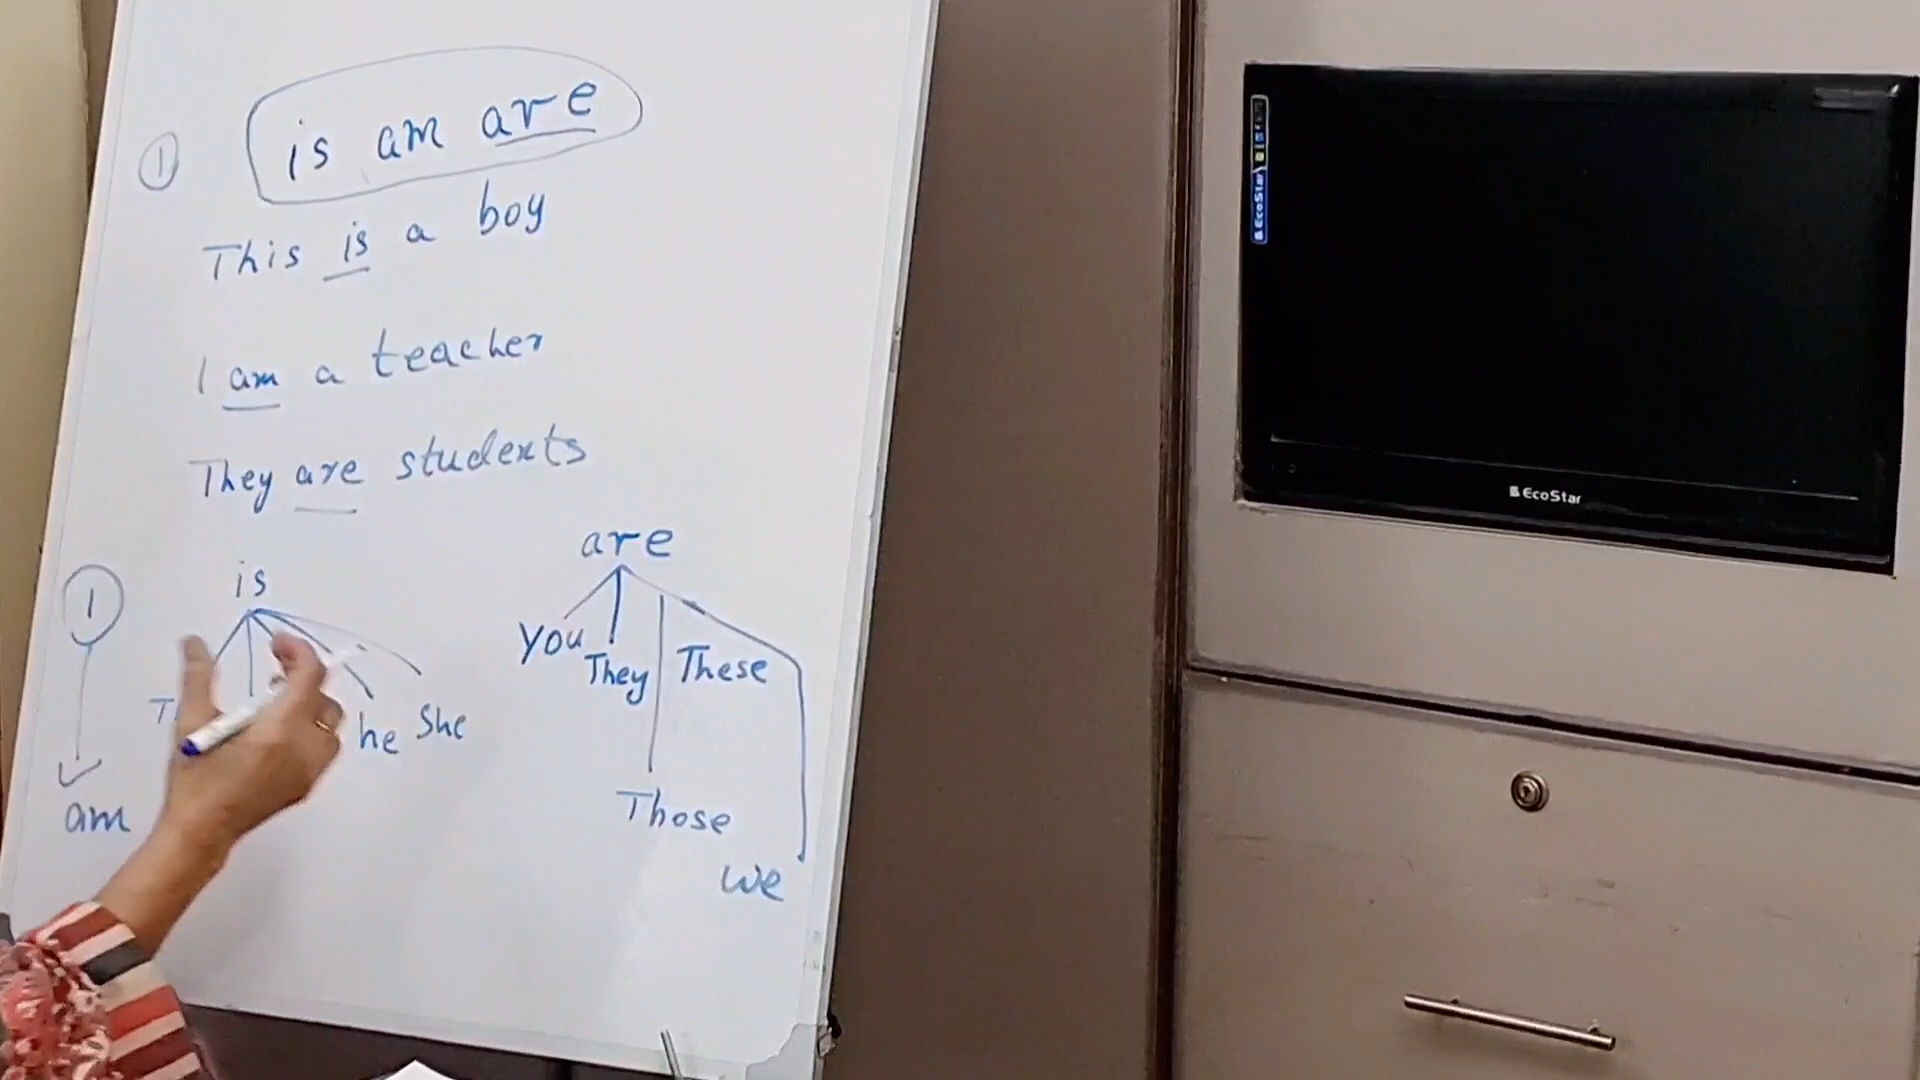 ① is am are
This is a boy
I am a teacher
They are students
is
are
I
You
They
These
he She
am
Those
we
EcoStar
EcoStar